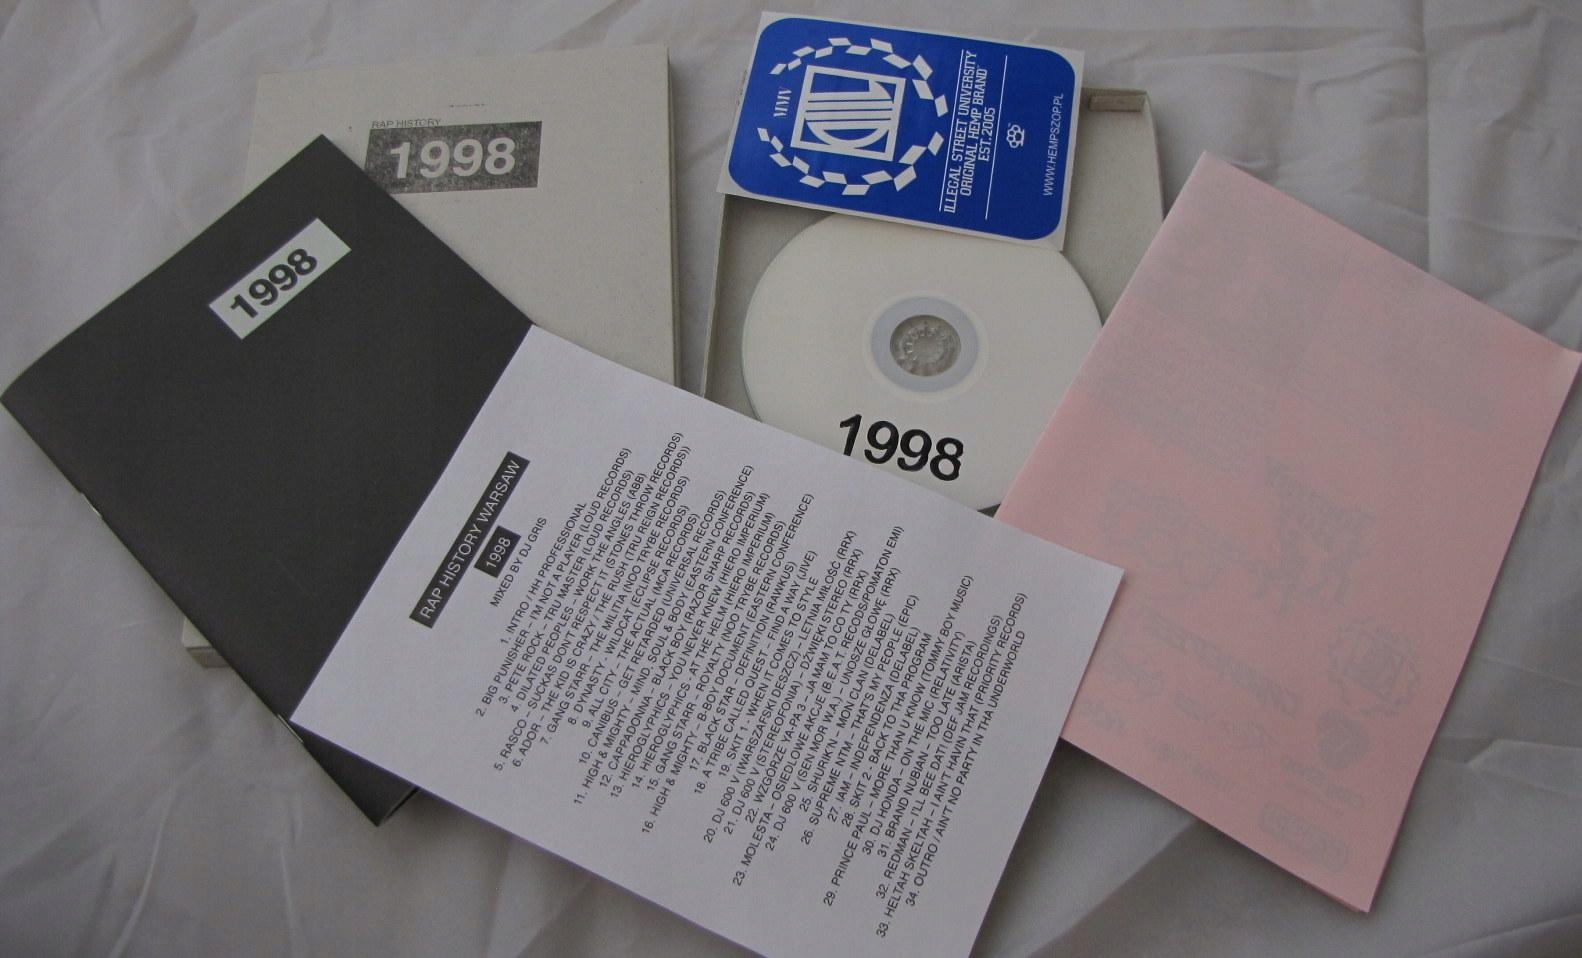 RAP HISTORY
1998
1998
MMV
ILLEGAL STREET UNIVERSITY
ORIGINAL HEMP BRAND
EST. 2005
WWW.HEMPSZOP.PL
1998
RAP HISTORY WARSAW
1998
MIXED BY DJ GRIS
1. INTRO / HH PROFESSIONAL
2. BIG PUNISHER – I'M NOT A PLAYER (LOUD RECORDS)
3. PETE ROCK – TRU MASTER (LOUD RECORDS)
4 DILATED PEOPLES – WORK THE ANGLES (ABB)
5. RASCO – SUCKAS DON'T RESPECT IT (STONES THROW RECORDS)
6. ADOR – THE KID IS CRAZY / THE RUSH (TRU REIGN RECORDS))
7. GANG STARR – THE MILITIA (NOO TRYBE RECORDS)
8. DYNASTY – WILDCAT (ECLIPSE RECORDS)
9. ALL CITY – THE ACTUAL (MCA RECORDS)
10. CANIBUS – GET RETARDED (UNIVERSAL RECORDS)
11. HIGH & MIGHTY – MIND, SOUL & BODY (EASTERN CONFERENCE)
12. CAPPADONNA – BLACK BOY (RAZOR SHARP RECORDS)
13. HIEROGLYPHICS – YOU NEVER KNEW (HIERO IMPERIUM)
14. HIEROGLYPHICS – AT THE HELM (HIERO IMPERIUM)
15. GANG STARR – ROYALTY (NOO TRYBE RECORDS)
16. HIGH & MIGHTY – B-BOY DOCUMENT (EASTERN CONFERENCE)
17. BLACK STAR – DEFINITION (RAWKUS)
18. A TRIBE CALLED QUEST – FIND A WAY (JIVE)
19. SKIT 1 - WHEN IT COMES TO STYLE
20. DJ 600 V (WARSZAFSKI DESZCZ) – LETNIA MIŁOŚĆ (RRX)
21. DJ 600 V (STEREOFONIA) – DŹWIĘKI STEREO (RRX)
22. WZGÓRZE YA-PA 3 – JA MAM TO CO TY (RRX)
23. MOLESTA – OSIEDLOWE AKCJE (B.E.A.T. RECODS/POMATON EMI)
24. DJ 600 V (SEN MOR W.A.) – UNOSZĘ GŁOWĘ (RRX)
25. SHURIK'N – MON CLAN (DELABEL)
26. SUPREME NTM – THAT'S MY PEOPLE (EPIC)
27. IAM – INDEPENDENZA (DELABEL)
28. SKIT 2 - BACK TO THA PROGRAM
29. PRINCE PAUL – MORE THAN U KNOW (TOMMY BOY MUSIC)
30. DJ HONDA – ON THE MIC (RELATIVITY)
31. BRAND NUBIAN – TOO LATE (ARISTA)
32. REDMAN – I'LL BEE DAT! (DEF JAM RECORDINGS)
33. HELTAH SKELTAH – I AIN'T HAVIN THAT (PRIORITY RECORDS)
34. OUTRO / AIN'T NO PARTY IN THA UNDERWORLD